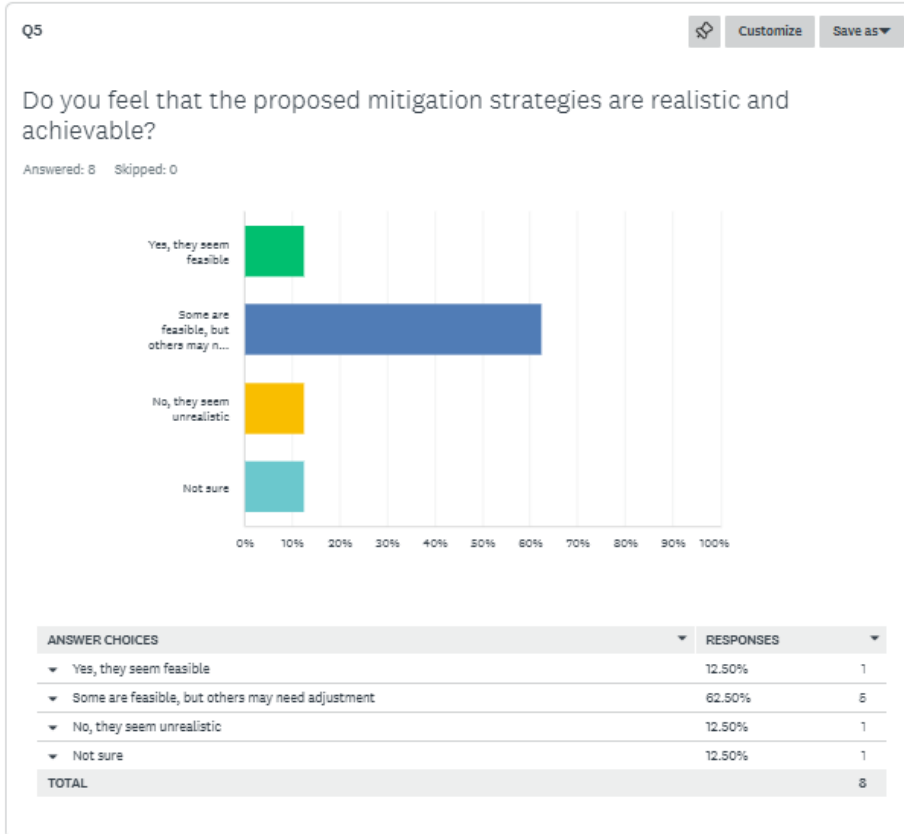 Q5
Customize
Save as
Do you feel that the proposed mitigation strategies are realistic and
achievable?
Answered: 8 Skipped: 0
Yes, they seem
feasible
Some are
feasible, but
others may n...
No, they seem
unrealistic
Not sure
0% 10% 20% 30% 40% 50% 60% 70% 80% 90% 100%
ANSWER CHOICES RESPONSES
Yes, they seem feasible 12.50% 1
Some are feasible, but others may need adjustment 62.50% 5
No, they seem unrealistic 12.50% 1
Not sure 12.50% 1
TOTAL 8